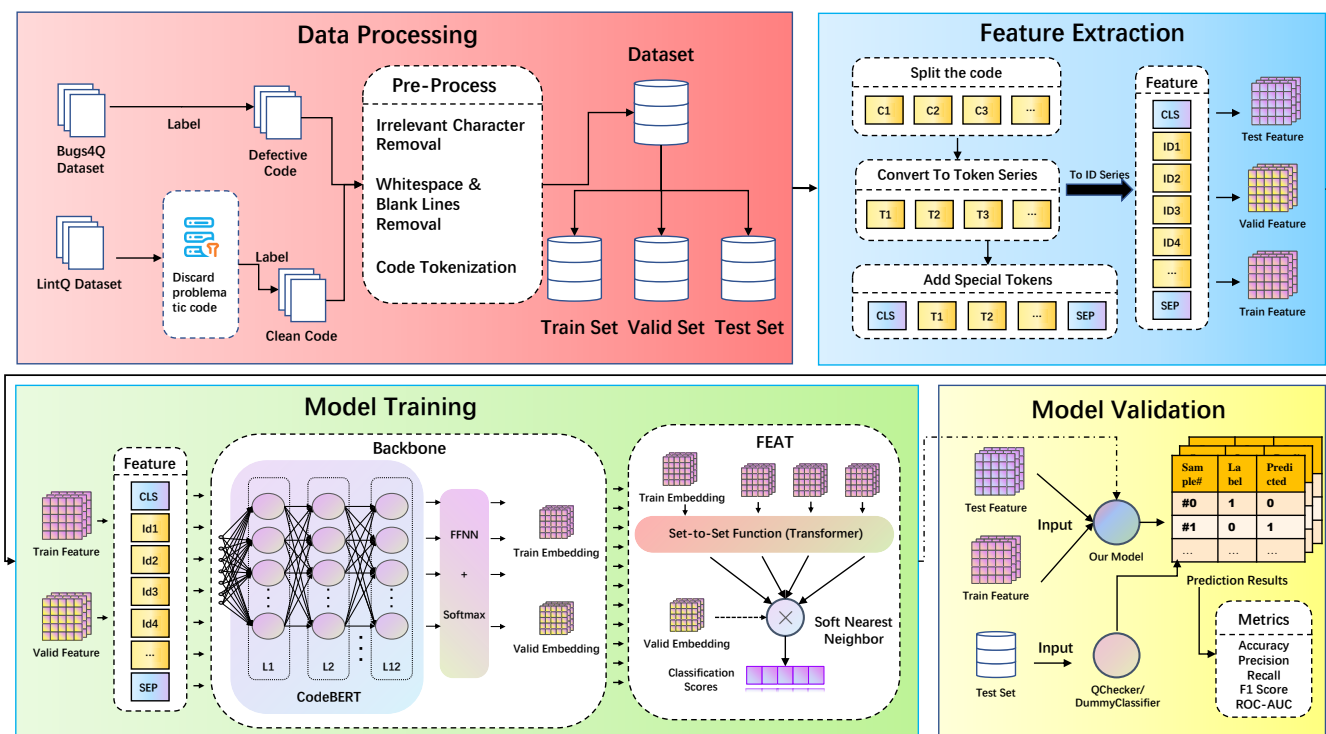 Data Processing
Bugs4Q
Dataset
Label
Defective
Code
LintQ Dataset
Discard
problema
tic code
Label
Clean Code
Pre-Process
Irrelevant Character
Removal
Whitespace &
Blank Lines
Removal
Code Tokenization
Dataset
Train Set
Valid Set
Test Set
Feature Extraction
Split the code
C1
C2
C3
...
Convert To Token Series
T1
T2
T3
...
To ID Series
Add Special Tokens
CLS
T1
T2
...
SEP
Feature
CLS
ID1
ID2
ID3
ID4
...
SEP
Test Feature
Valid Feature
Train Feature
Model Training
Train Feature
Valid Feature
Feature
CLS
Id1
Id2
Id3
Id4
...
SEP
Backbone
L1
L2
L12
CodeBERT
FFNN
+
Softmax
Train Embedding
Valid Embedding
FEAT
Train Embedding
Set-to-Set Function (Transformer)
Valid Embedding
Soft Nearest
Neighbor
Classification
Scores
Model Validation
Test Feature
Input
Train Feature
Our Model
Test Set
Input
QChecker/
DummyClassifier
Sam
ple#
La
bel
Predi
cted
#0
1
0
#1
0
1
...
...
...
Prediction Results
Metrics
Accuracy
Precision
Recall
F1 Score
ROC-AUC